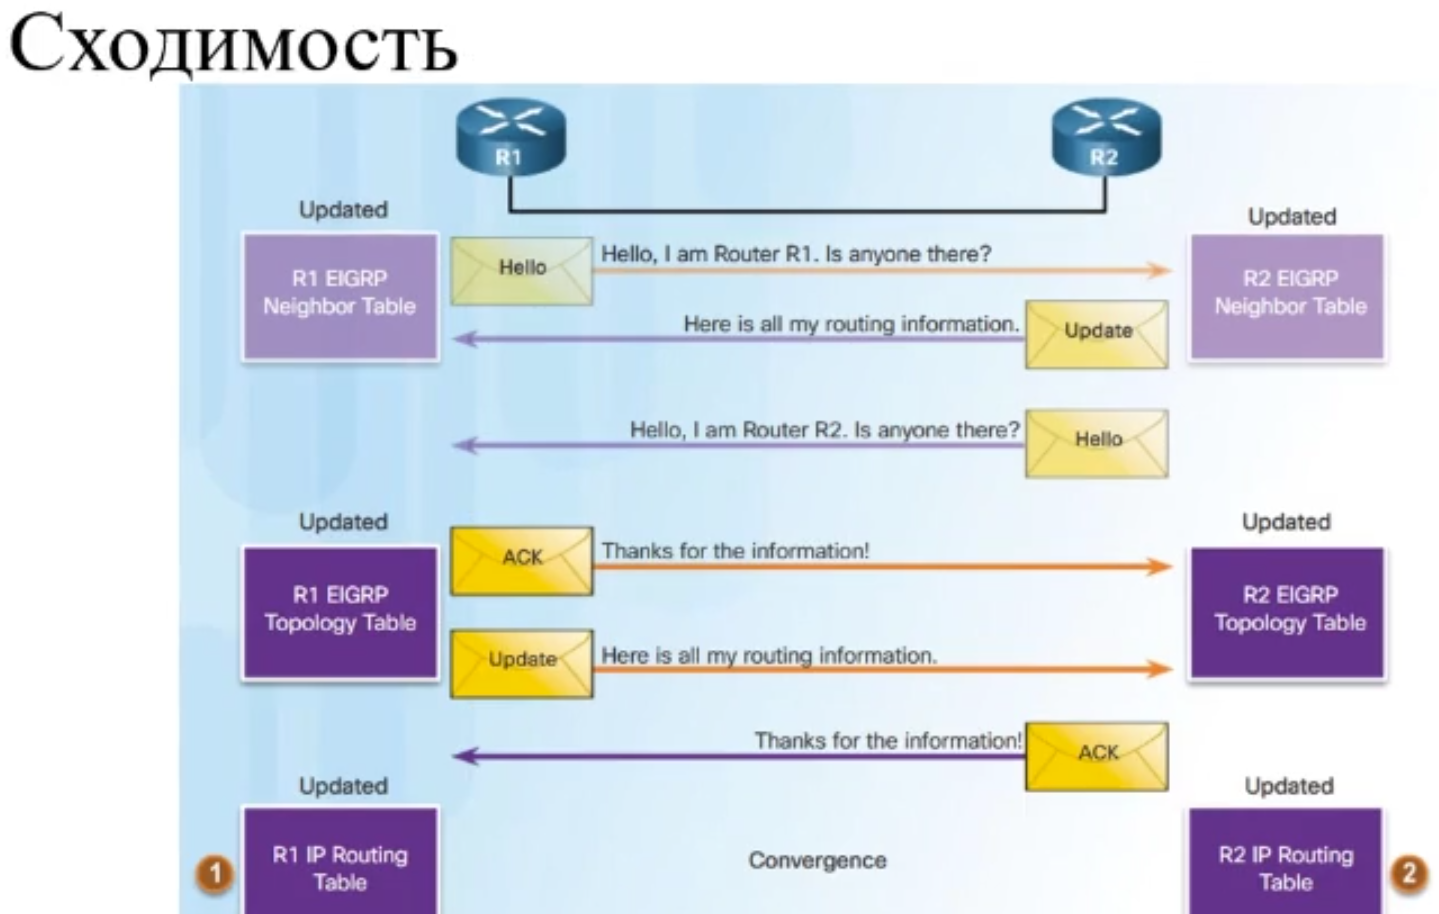 Сходимость
R1
R2
Updated
Updated
R1 EIGRP
Neighbor Table
Hello
Hello, I am Router R1. Is anyone there?
R2 EIGRP
Neighbor Table
Here is all my routing information.
Update
Hello, I am Router R2. Is anyone there?
Hello
Updated
Updated
R1 EIGRP
Topology Table
ACK
Thanks for the information!
R2 EIGRP
Topology Table
Update
Here is all my routing information.
Thanks for the information!
ACK
Updated
Updated
1
R1 IP Routing
Table
Convergence
R2 IP Routing
Table
2